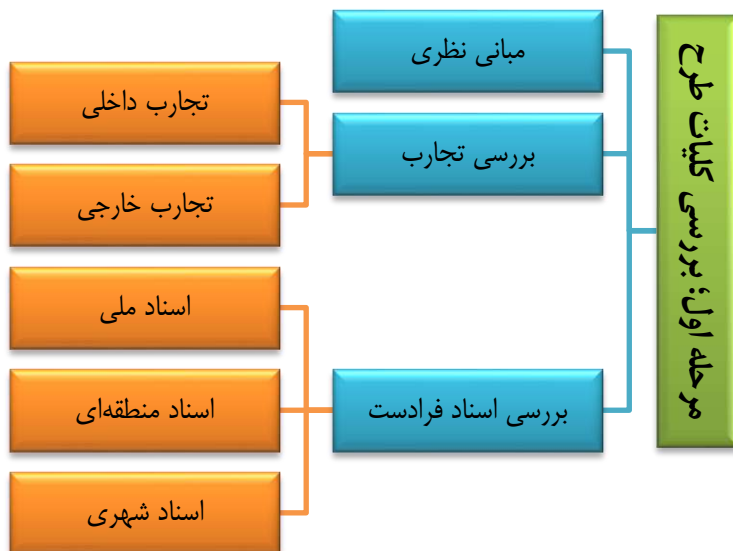 مرحله اول؛ بررسی کلیات طرح
مبانی نظری
بررسی تجارب
تجارب داخلی
تجارب خارجی
بررسی اسناد فرادست
اسناد ملی
اسناد منطقه‌ای
اسناد شهری